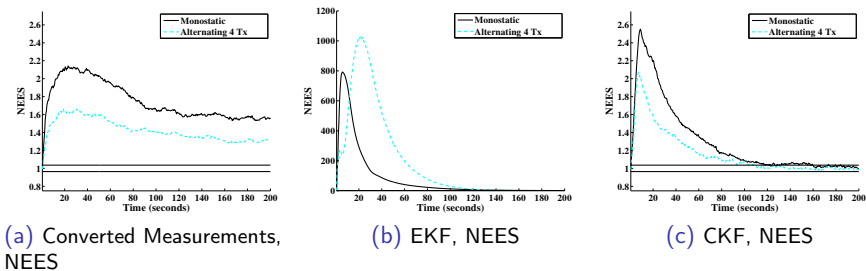 2.6
2.4
2.2
2
1.8
1.6
1.4
1.2
1
0.8
NEES
20 40 60 80 100 120 140 160 180 200
Time (seconds)
Monostatic
Alternating 4 Tx
(a) Converted Measurements,
NEES
1200
1000
800
600
400
200
0
NEES
20 40 60 80 100 120 140 160 180 200
Time (seconds)
Monostatic
Alternating 4 Tx
(b) EKF, NEES
2.6
2.4
2.2
2
1.8
1.6
1.4
1.2
1
0.8
NEES
20 40 60 80 100 120 140 160 180 200
Time (seconds)
Monostatic
Alternating 4 Tx
(c) CKF, NEES